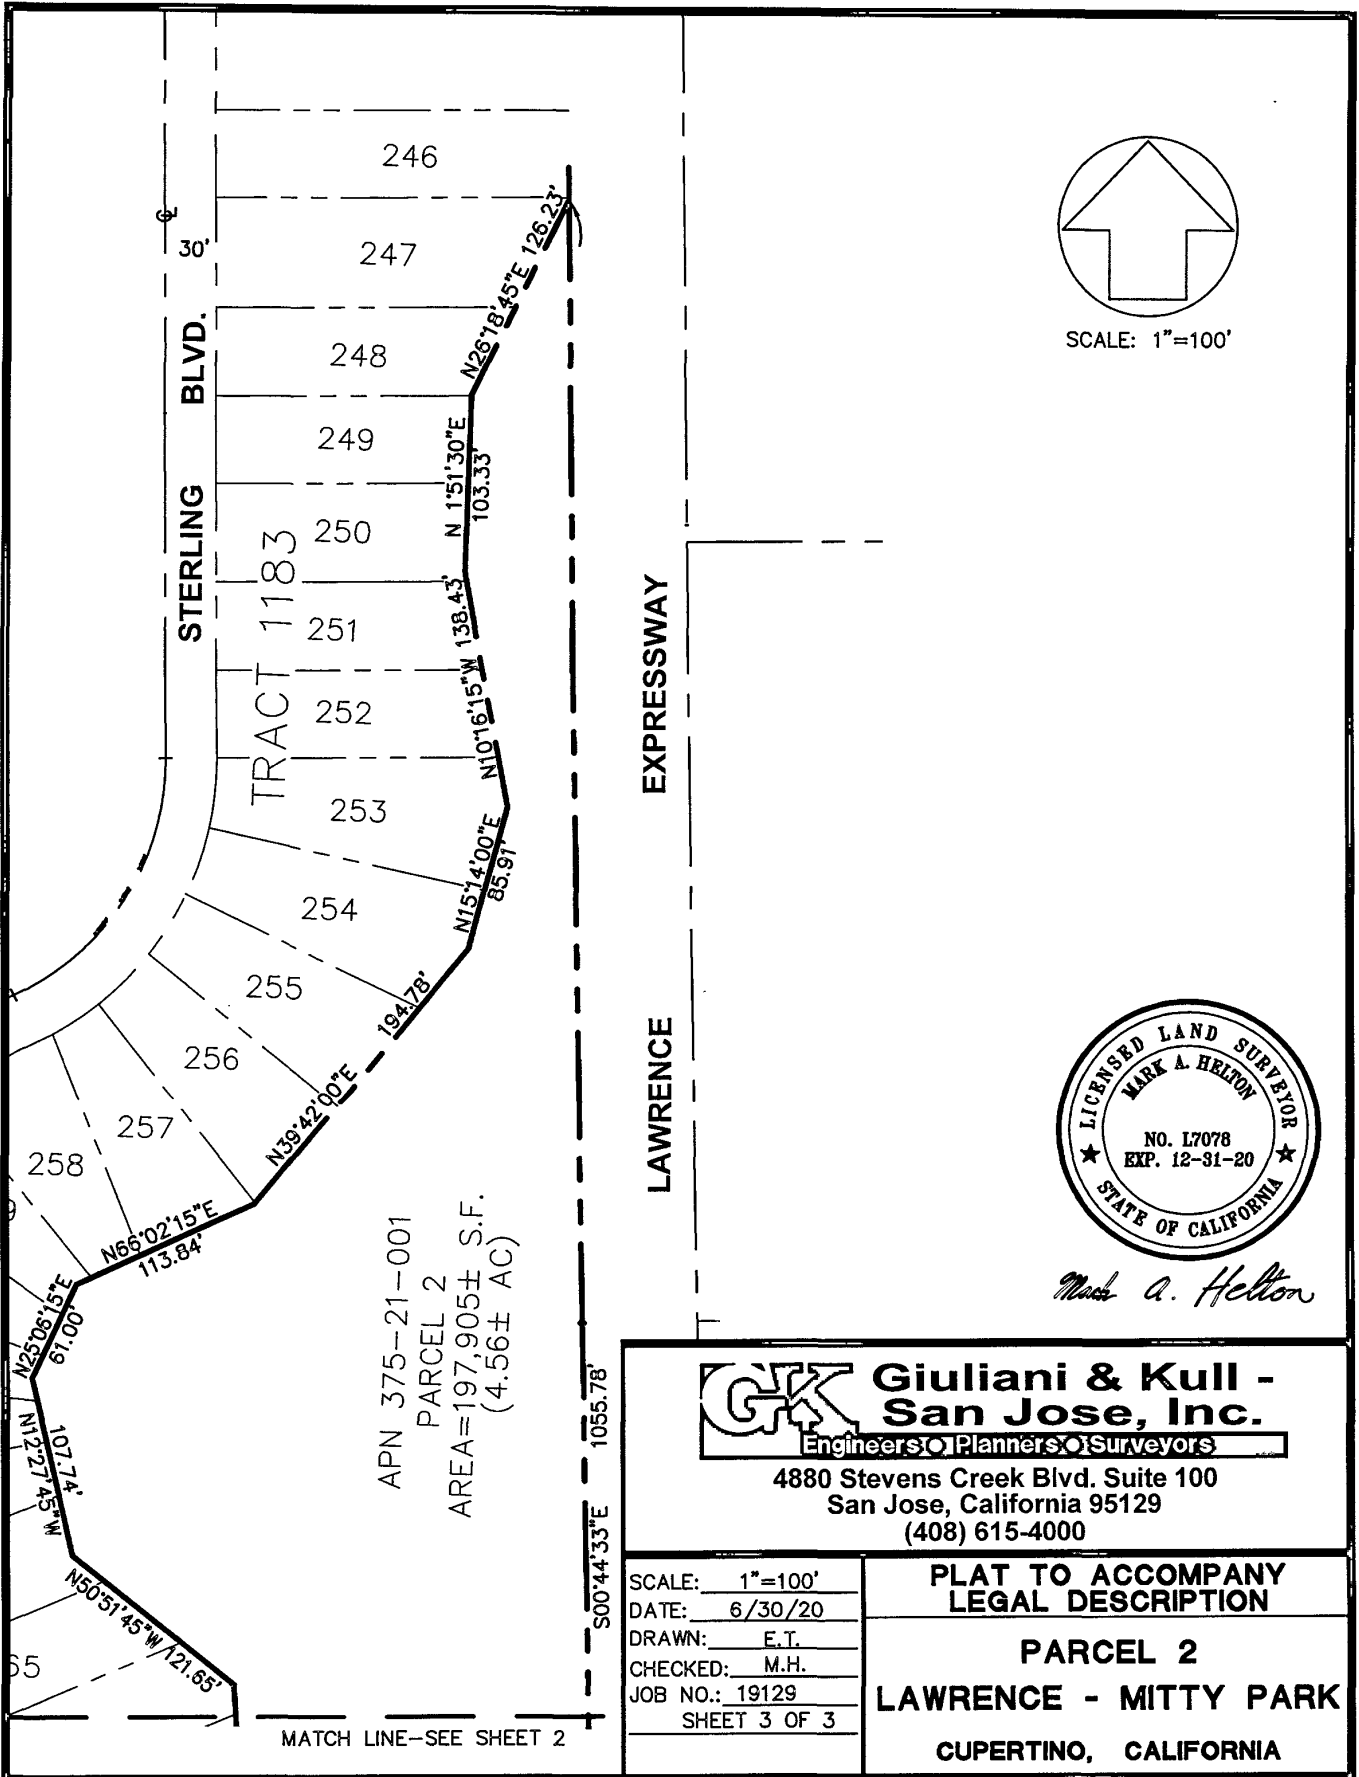 246
℄
30'
247
N26°18'45"E 126.23'
SCALE: 1"=100'
248
STERLING BLVD.
249
N 1°51'30"E
103.33'
250
TRACT 1183
251
N10°16'15"W 138.43'
252
253
N15°14'00"E
85.91'
254
255
N39°42'00"E 194.78'
256
257
258
N66°02'15"E
113.84'
N25°06'15"E
61.00'
107.74'
N12°27'45"W
N50°51'45"W 121.65'
65
LAWRENCE EXPRESSWAY
APN 375-21-001
PARCEL 2
AREA=197,905± S.F.
(4.56± AC)
S00°44'33"E 1055.78'
MATCH LINE-SEE SHEET 2
LICENSED LAND SURVEYOR
MARK A. HELTON
NO. L7078
EXP. 12-31-20
STATE OF CALIFORNIA
Mark A. Helton
GK
Giuliani & Kull -
San Jose, Inc.
Engineers Planners Surveyors
4880 Stevens Creek Blvd. Suite 100
San Jose, California 95129
(408) 615-4000
SCALE: 1"=100'
DATE: 6/30/20
DRAWN: E.T.
CHECKED: M.H.
JOB NO.: 19129
SHEET 3 OF 3
PLAT TO ACCOMPANY
LEGAL DESCRIPTION
PARCEL 2
LAWRENCE - MITTY PARK
CUPERTINO, CALIFORNIA